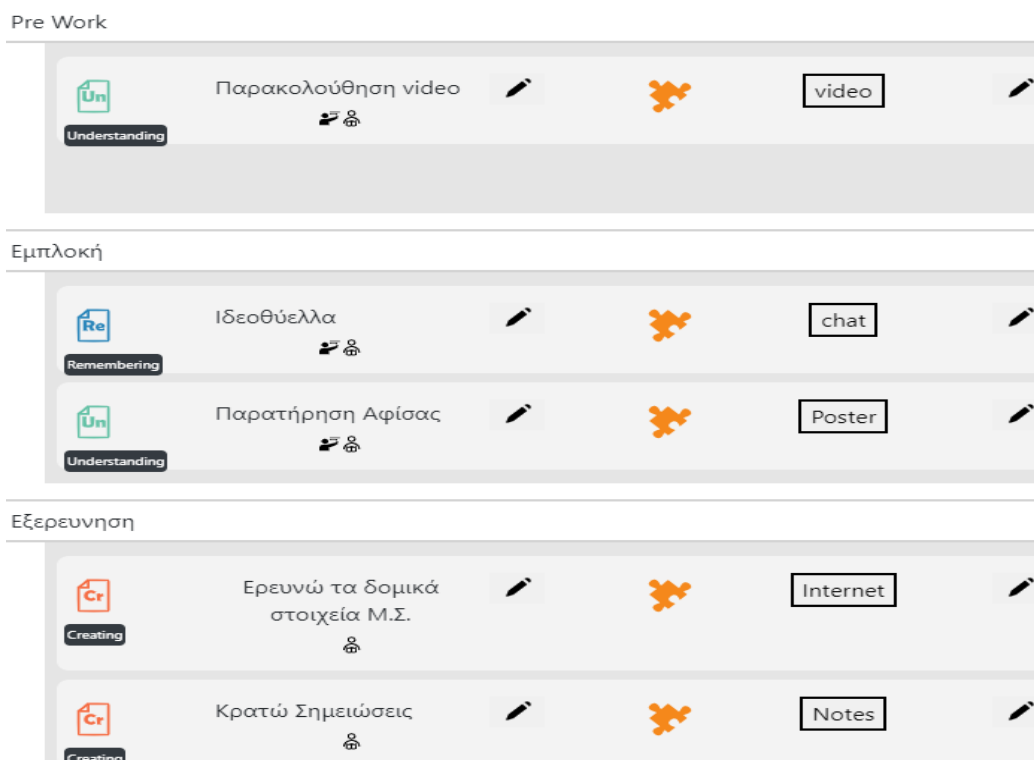 Pre Work
Un
Παρακολούθηση video
video
Understanding
Εμπλοκή
Re
Ιδεοθύελλα
chat
Remembering
Un
Παρατήρηση Αφίσας
Poster
Understanding
Εξερευνηση
Cr
Ερευνώ τα δομικά
στοιχεία Μ.Σ.
Internet
Creating
Cr
Κρατώ Σημειώσεις
Notes
Creating